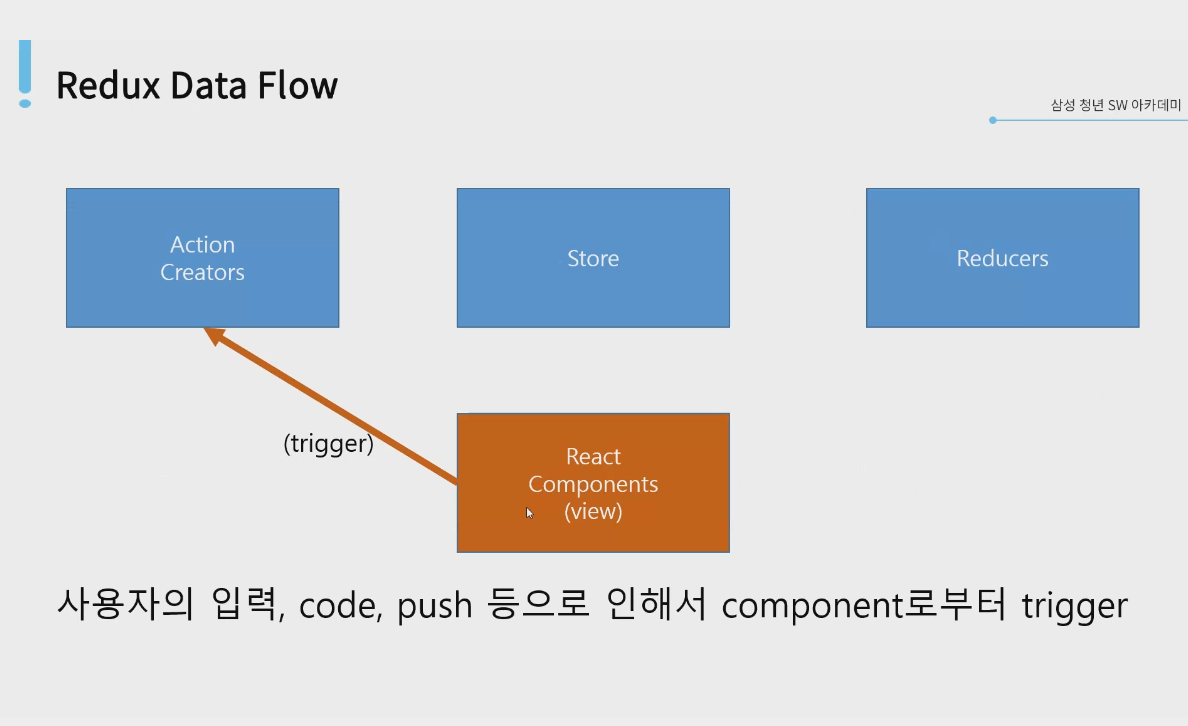 Redux Data Flow
삼성 청년 SW 아카데미
Action
Creators
Store
Reducers
(trigger)
React
Components
(view)
사용자의 입력, code, push 등으로 인해서 component로부터 trigger